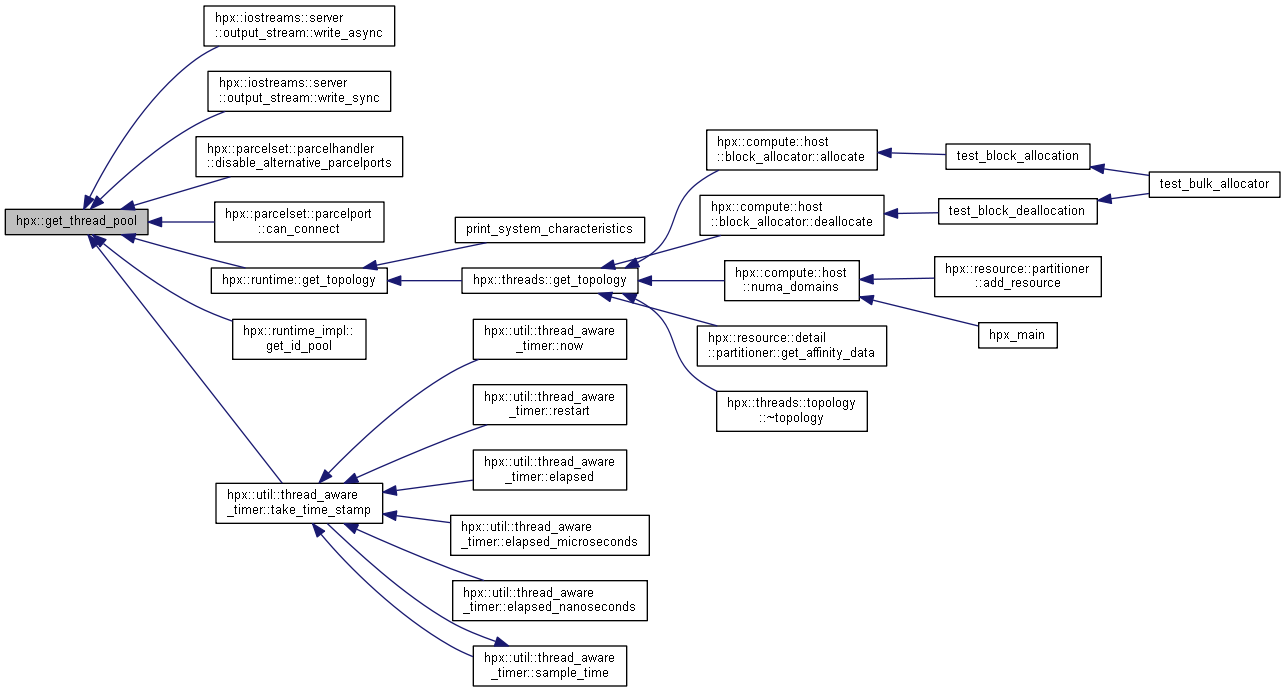 hpx::iostreams::server
::output_stream::write_async
hpx::iostreams::server
::output_stream::write_sync
hpx::parcelset::parcelhandler
::disable_alternative_parcelports
hpx::get_thread_pool
hpx::parcelset::parcelport
::can_connect
hpx::runtime::get_topology
hpx::runtime_impl::
get_id_pool
hpx::util::thread_aware
_timer::take_time_stamp
print_system_characteristics
hpx::threads::get_topology
hpx::util::thread_aware
_timer::now
hpx::util::thread_aware
_timer::restart
hpx::util::thread_aware
_timer::elapsed
hpx::util::thread_aware
_timer::elapsed_microseconds
hpx::util::thread_aware
_timer::elapsed_nanoseconds
hpx::util::thread_aware
_timer::sample_time
hpx::compute::host
::block_allocator::allocate
hpx::compute::host
::block_allocator::deallocate
hpx::compute::host
::numa_domains
hpx::resource::detail
::partitioner::get_affinity_data
hpx::threads::topology
::~topology
test_block_allocation
test_block_deallocation
hpx::resource::partitioner
::add_resource
hpx_main
test_bulk_allocator